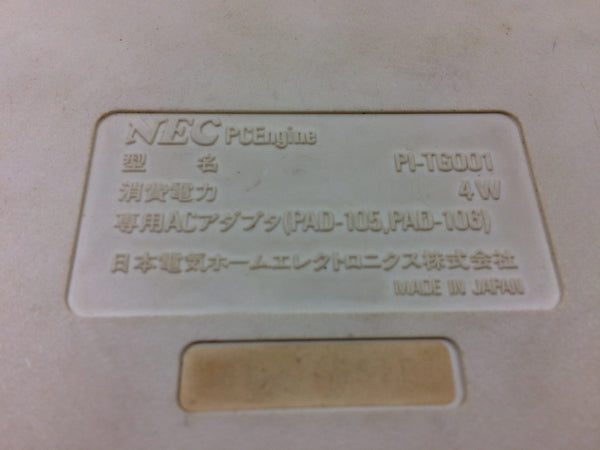 NEC PCEngine
型 名 PI-TG001
消費電力 4W
専用ACアダプタ(PAD-105,PAD-106)
日本電気ホームエレクトロニクス株式会社
MADE IN JAPAN